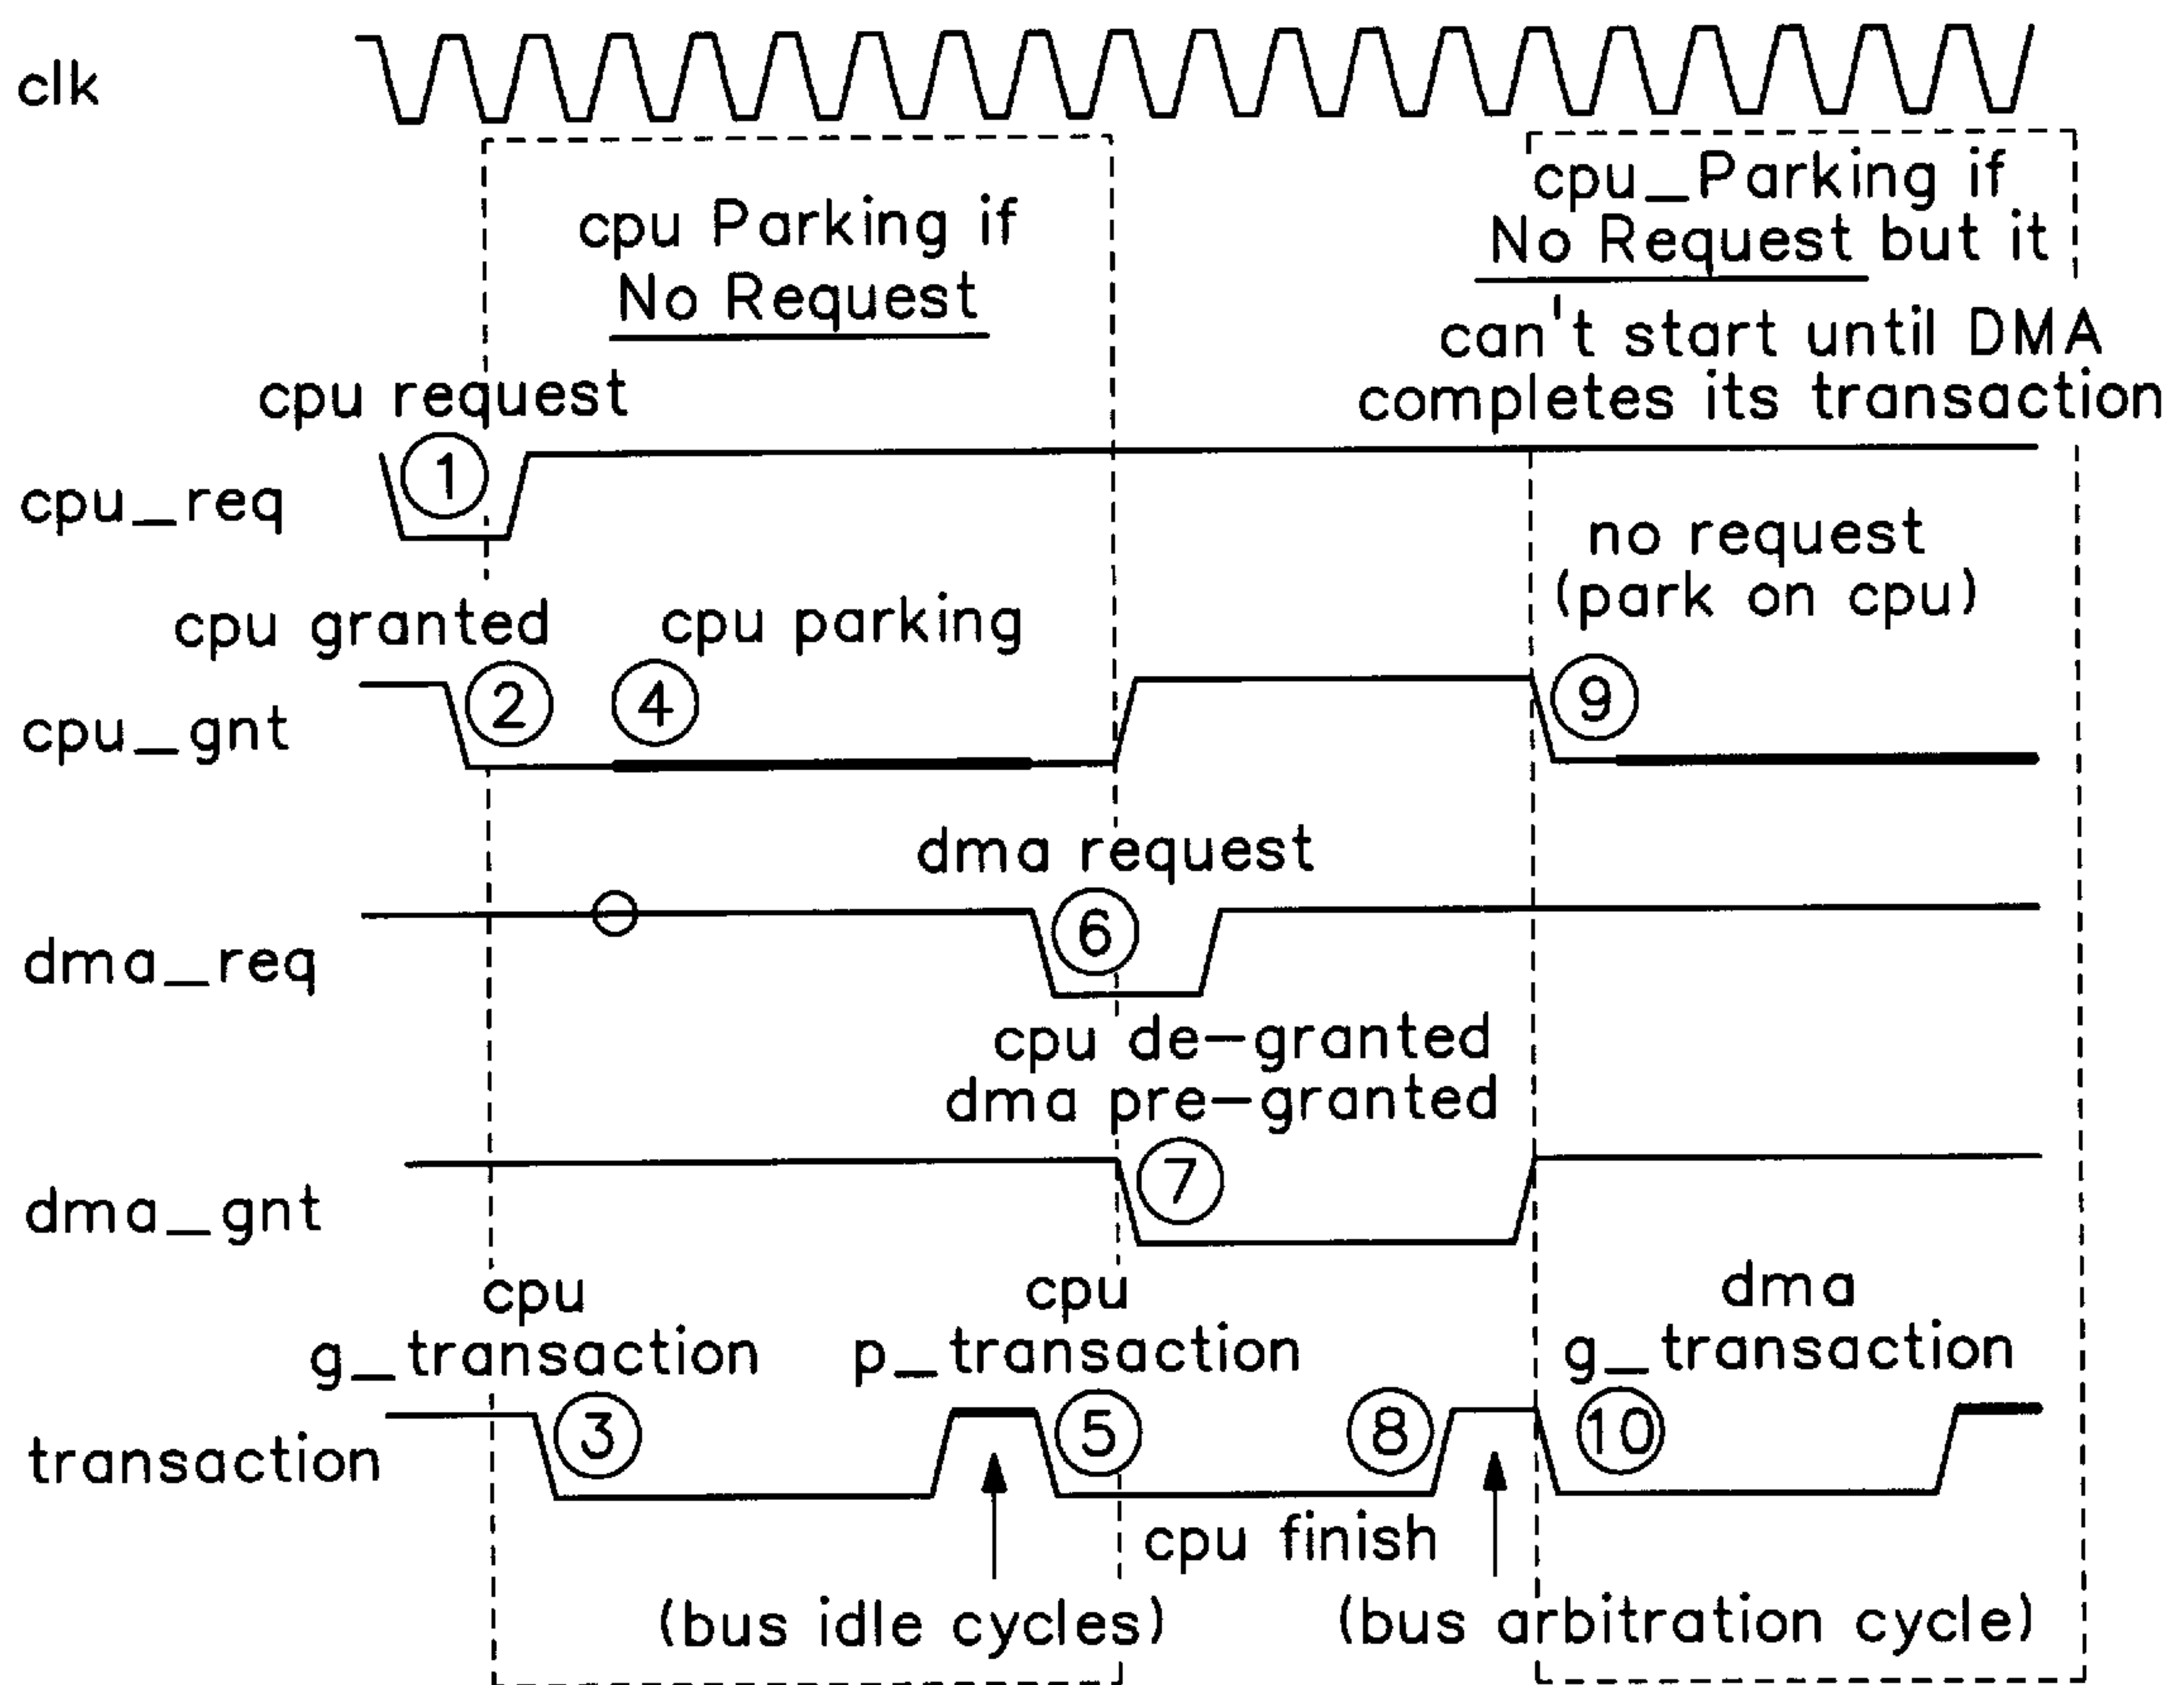 clk
cpu Parking if
No Request
cpu_Parking if
No Request but it
can't start until DMA
completes its transaction
cpu request
1
cpu_req
no request
(park on cpu)
cpu granted
cpu parking
2
4
9
cpu_gnt
dma request
6
dma_req
cpu de-granted
dma pre-granted
7
dma_gnt
cpu
g_transaction
cpu
p_transaction
dma
g_transaction
3
5
8
10
transaction
cpu finish
(bus idle cycles)
(bus arbitration cycle)